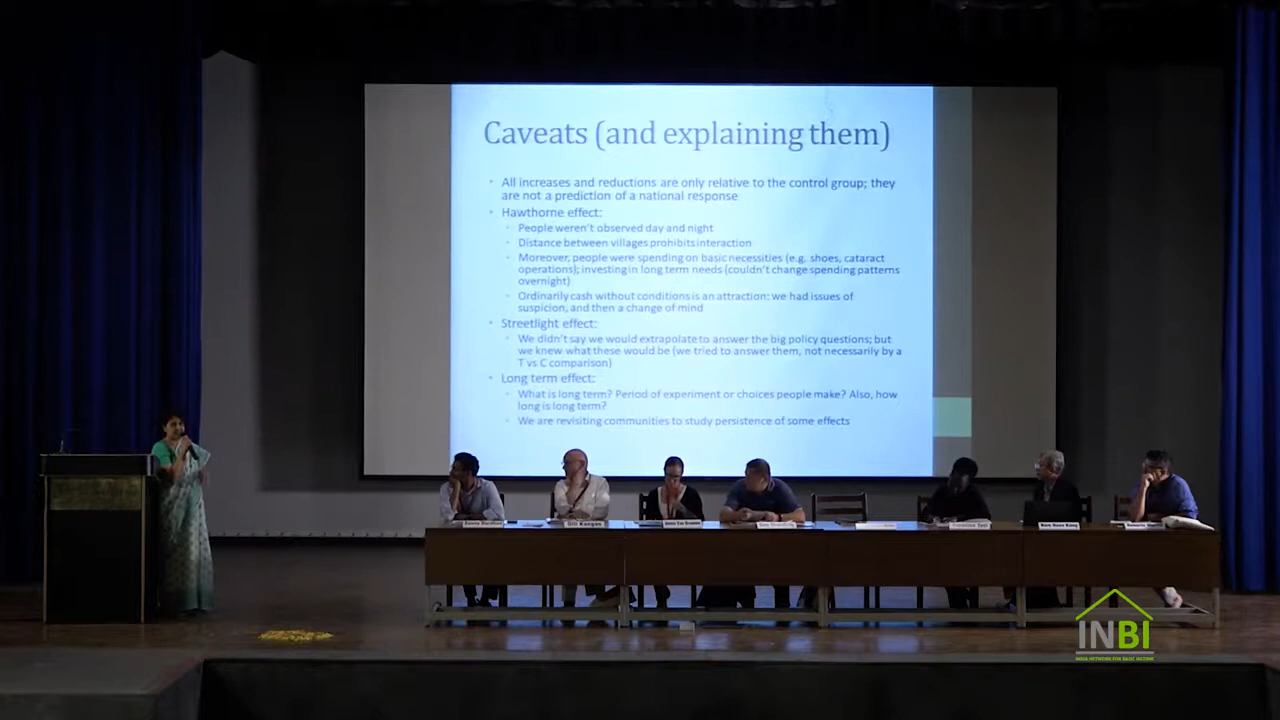 Caveats (and explaining them)
• All increases and reductions are only relative to the control group; they
are not a prediction of a national response
• Hawthorne effect:
• People weren't observed day and night
• Distance between villages prohibits interaction
• Moreover, people were spending on basic necessities (e.g. shoes, cataract
operations); investing in long term needs (couldn't change spending patterns
overnight)
• Ordinarily cash without conditions is an attraction: we had issues of
suspicion, and then a change of mind
• Streetlight effect:
• We didn't say we would extrapolate to answer the big policy questions; but
we knew what these would be (we tried to answer them, not necessarily by a
T vs C comparison)
• Long term effect:
• What is long term? Period of experiment or choices people make? Also, how
long is long term?
• We are revisiting communities to study persistence of some effects
INBI
INDIA NETWORK FOR BASIC INCOME